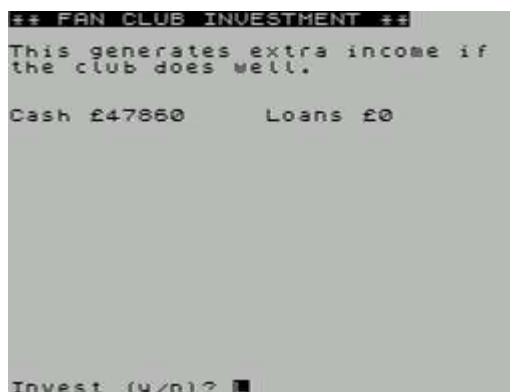 ** FAN CLUB INVESTMENT **
This generates extra income if
the club does well.
Cash £47860 Loans £0
Invest (y/n)?